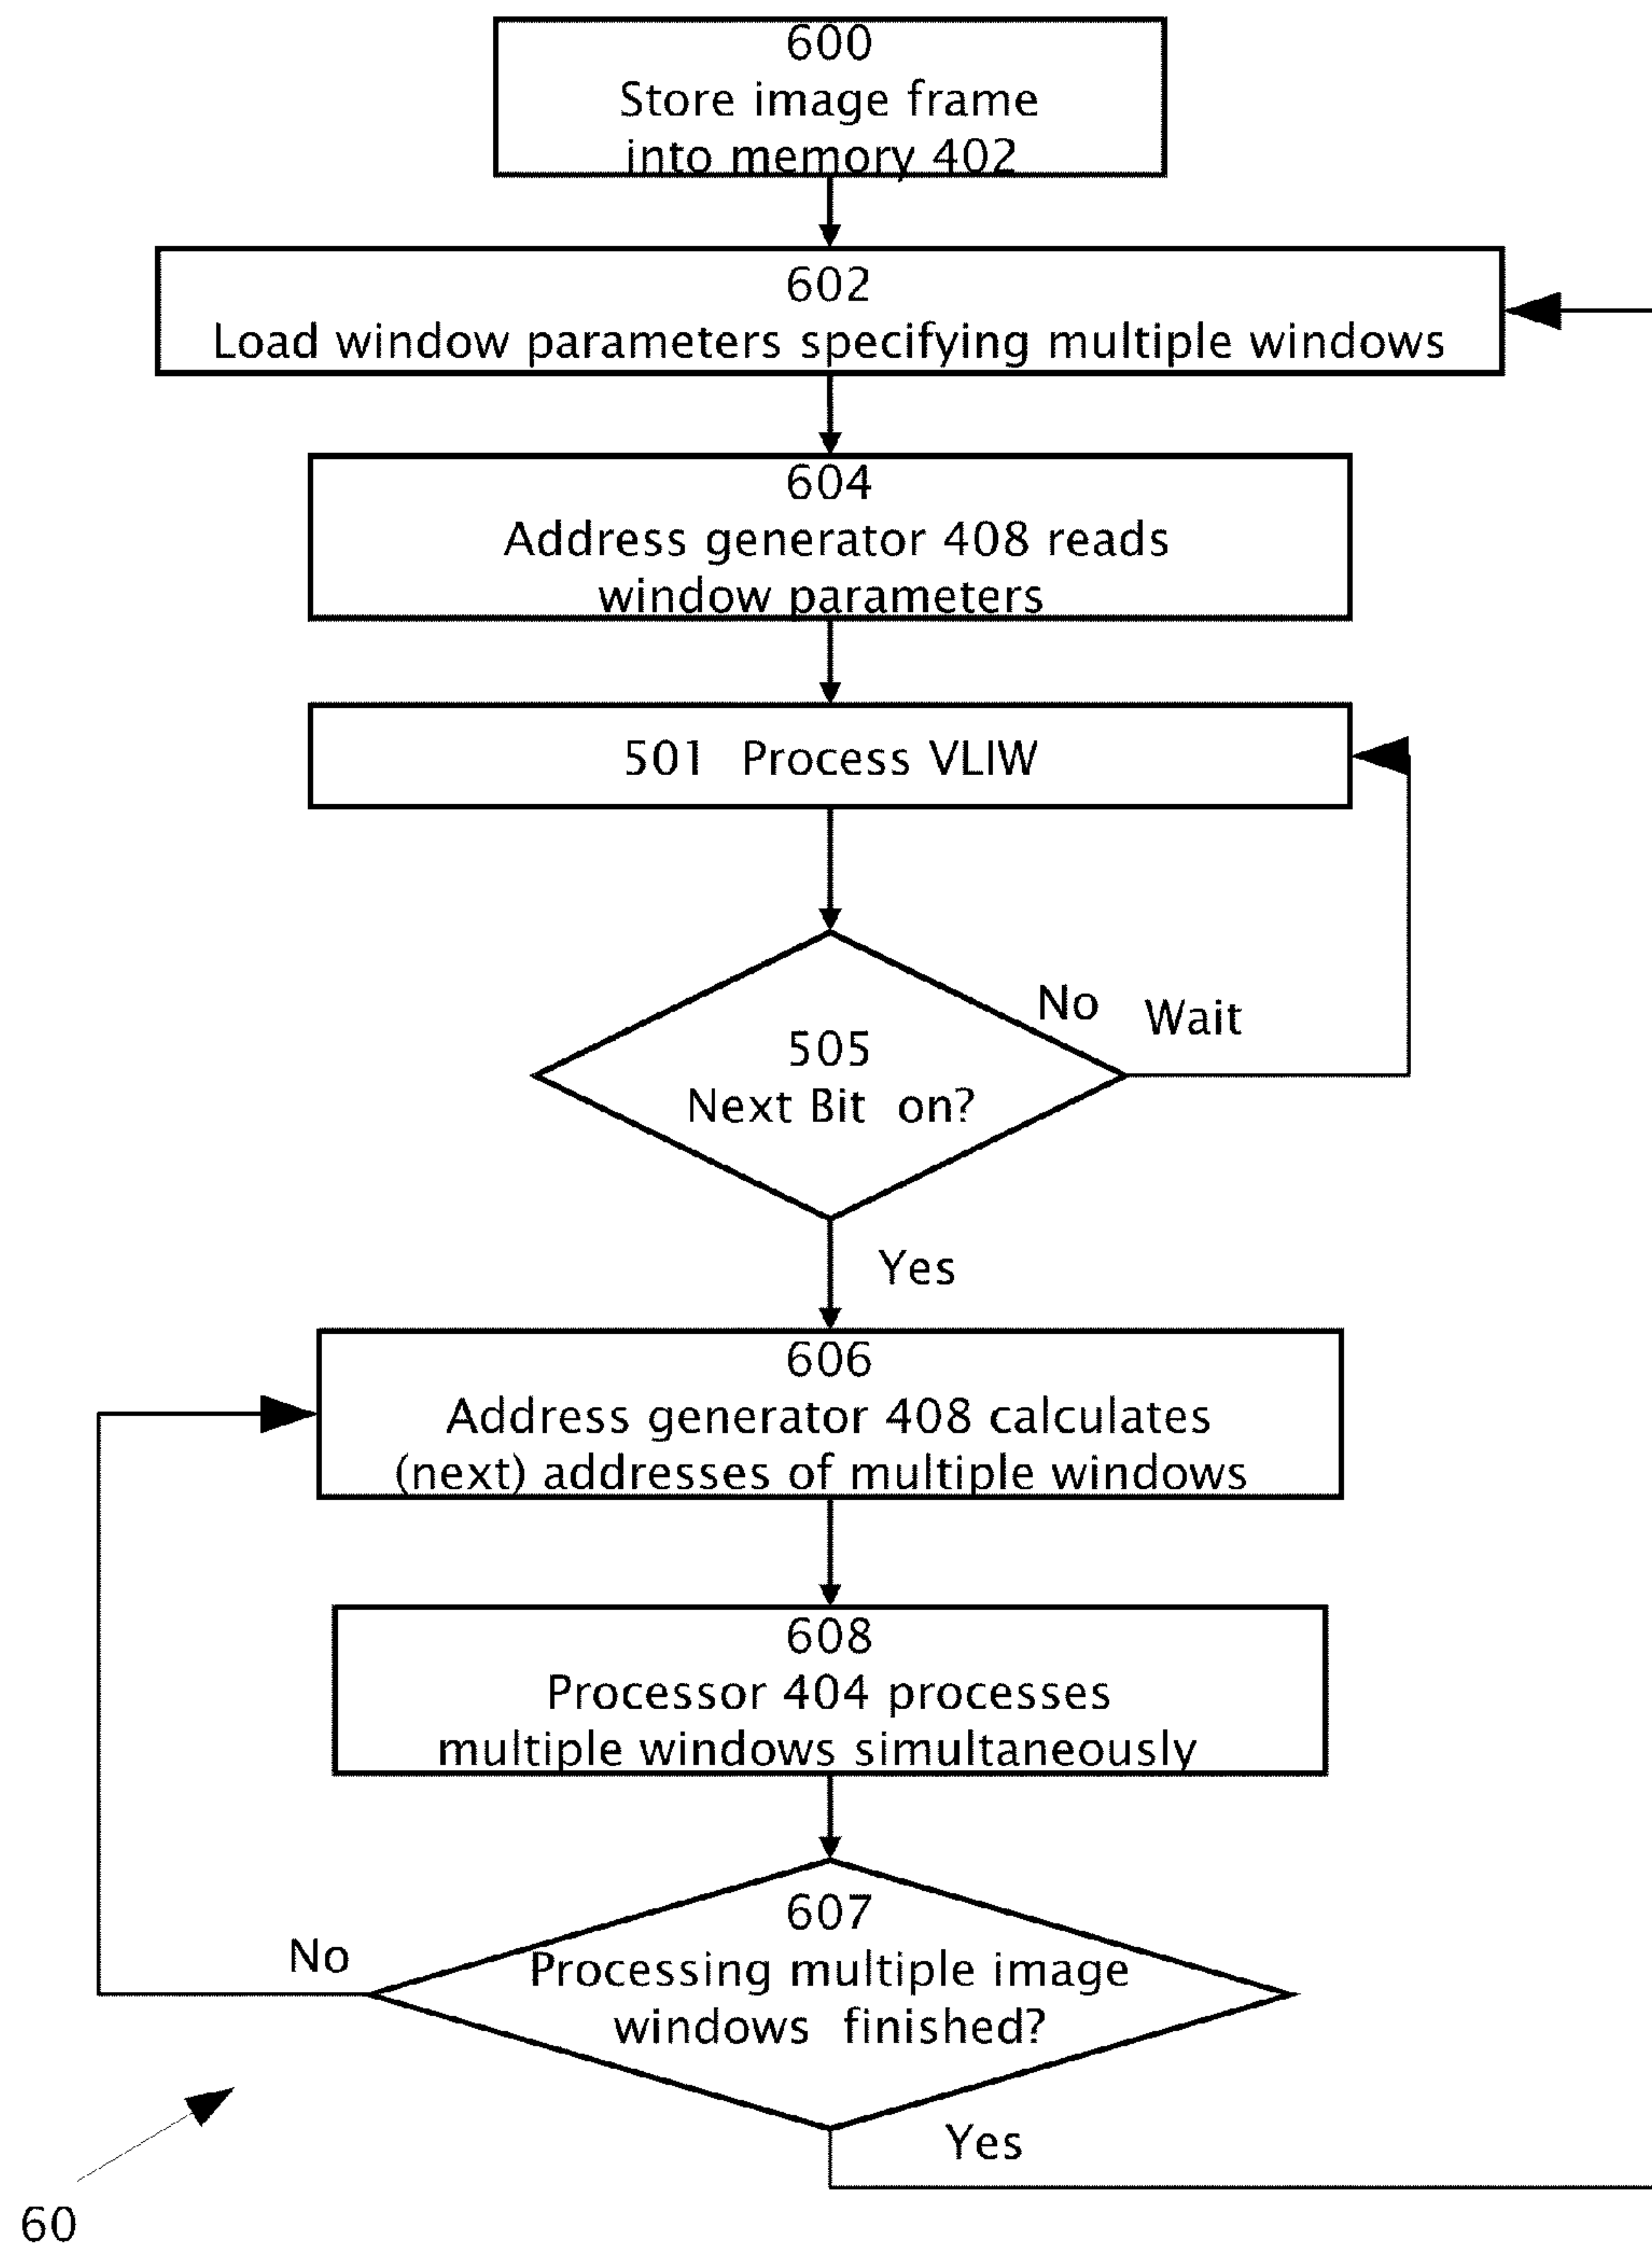 600
Store image frame
into memory 402
602
Load window parameters specifying multiple windows
604
Address generator 408 reads
window parameters
501 Process VLIW
No Wait
505
Next Bit on?
Yes
606
Address generator 408 calculates
(next) addresses of multiple windows
608
Processor 404 processes
multiple windows simultaneously
607
No
Processing multiple image
windows finished?
Yes
60